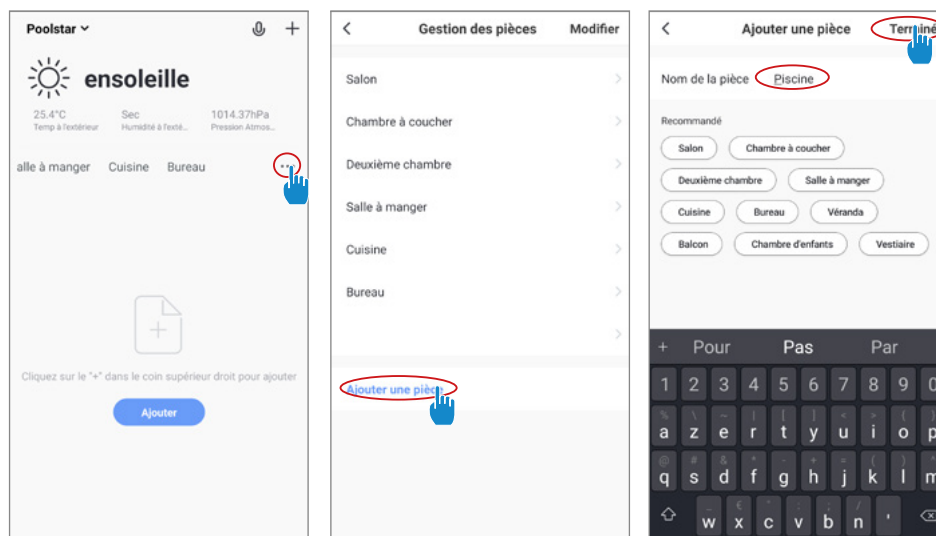 Poolstar
ensoleille
25.4°C Sec 1014.37hPa
Temp à l'extérieur Humidité à l'exté... Pression Atmos...
alle à manger Cuisine Bureau
Cliquez sur le "+" dans le coin supérieur droit pour ajouter
Ajouter
Gestion des pièces Modifier
Salon
Chambre à coucher
Deuxième chambre
Salle à manger
Cuisine
Bureau
Ajouter une pièce
Ajouter une pièce Terminé
Nom de la pièce Piscine
Recommandé
Salon Chambre à coucher
Deuxième chambre Salle à manger
Cuisine Bureau Véranda
Balcon Chambre d'enfants Vestiaire
+ Pour Pas Par
1 2 3 4 5 6 7 8 9 0
a z e r t y u i o p
q s d f g h j k l m
w x c v b n '